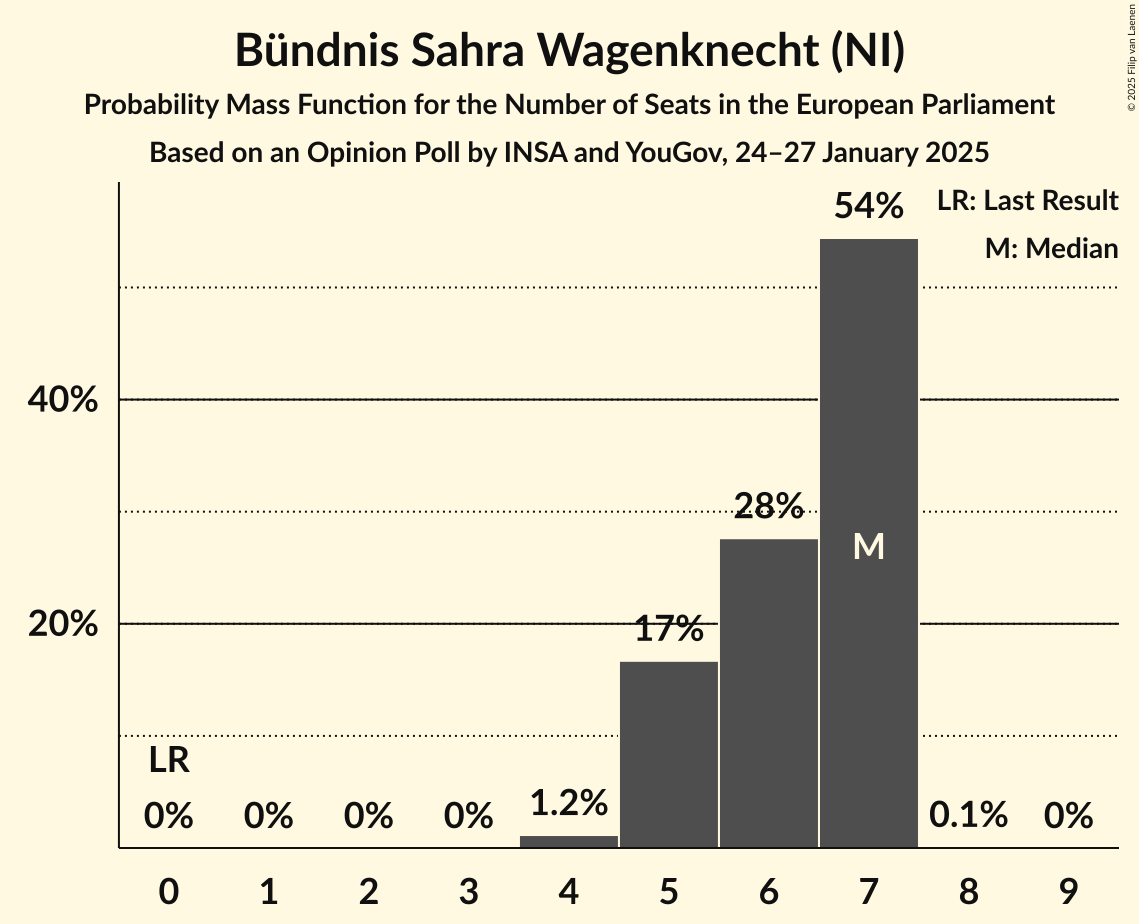 Bündnis Sahra Wagenknecht (NI)
Probability Mass Function for the Number of Seats in the European Parliament
Based on an Opinion Poll by INSA and YouGov, 24–27 January 2025
© 2025 Filip van Laenen
LR: Last Result
M: Median
54%
40%
28%
M
20%
17%
LR
0% 0% 0% 0% 1.2% 0.1% 0%
0 1 2 3 4 5 6 7 8 9